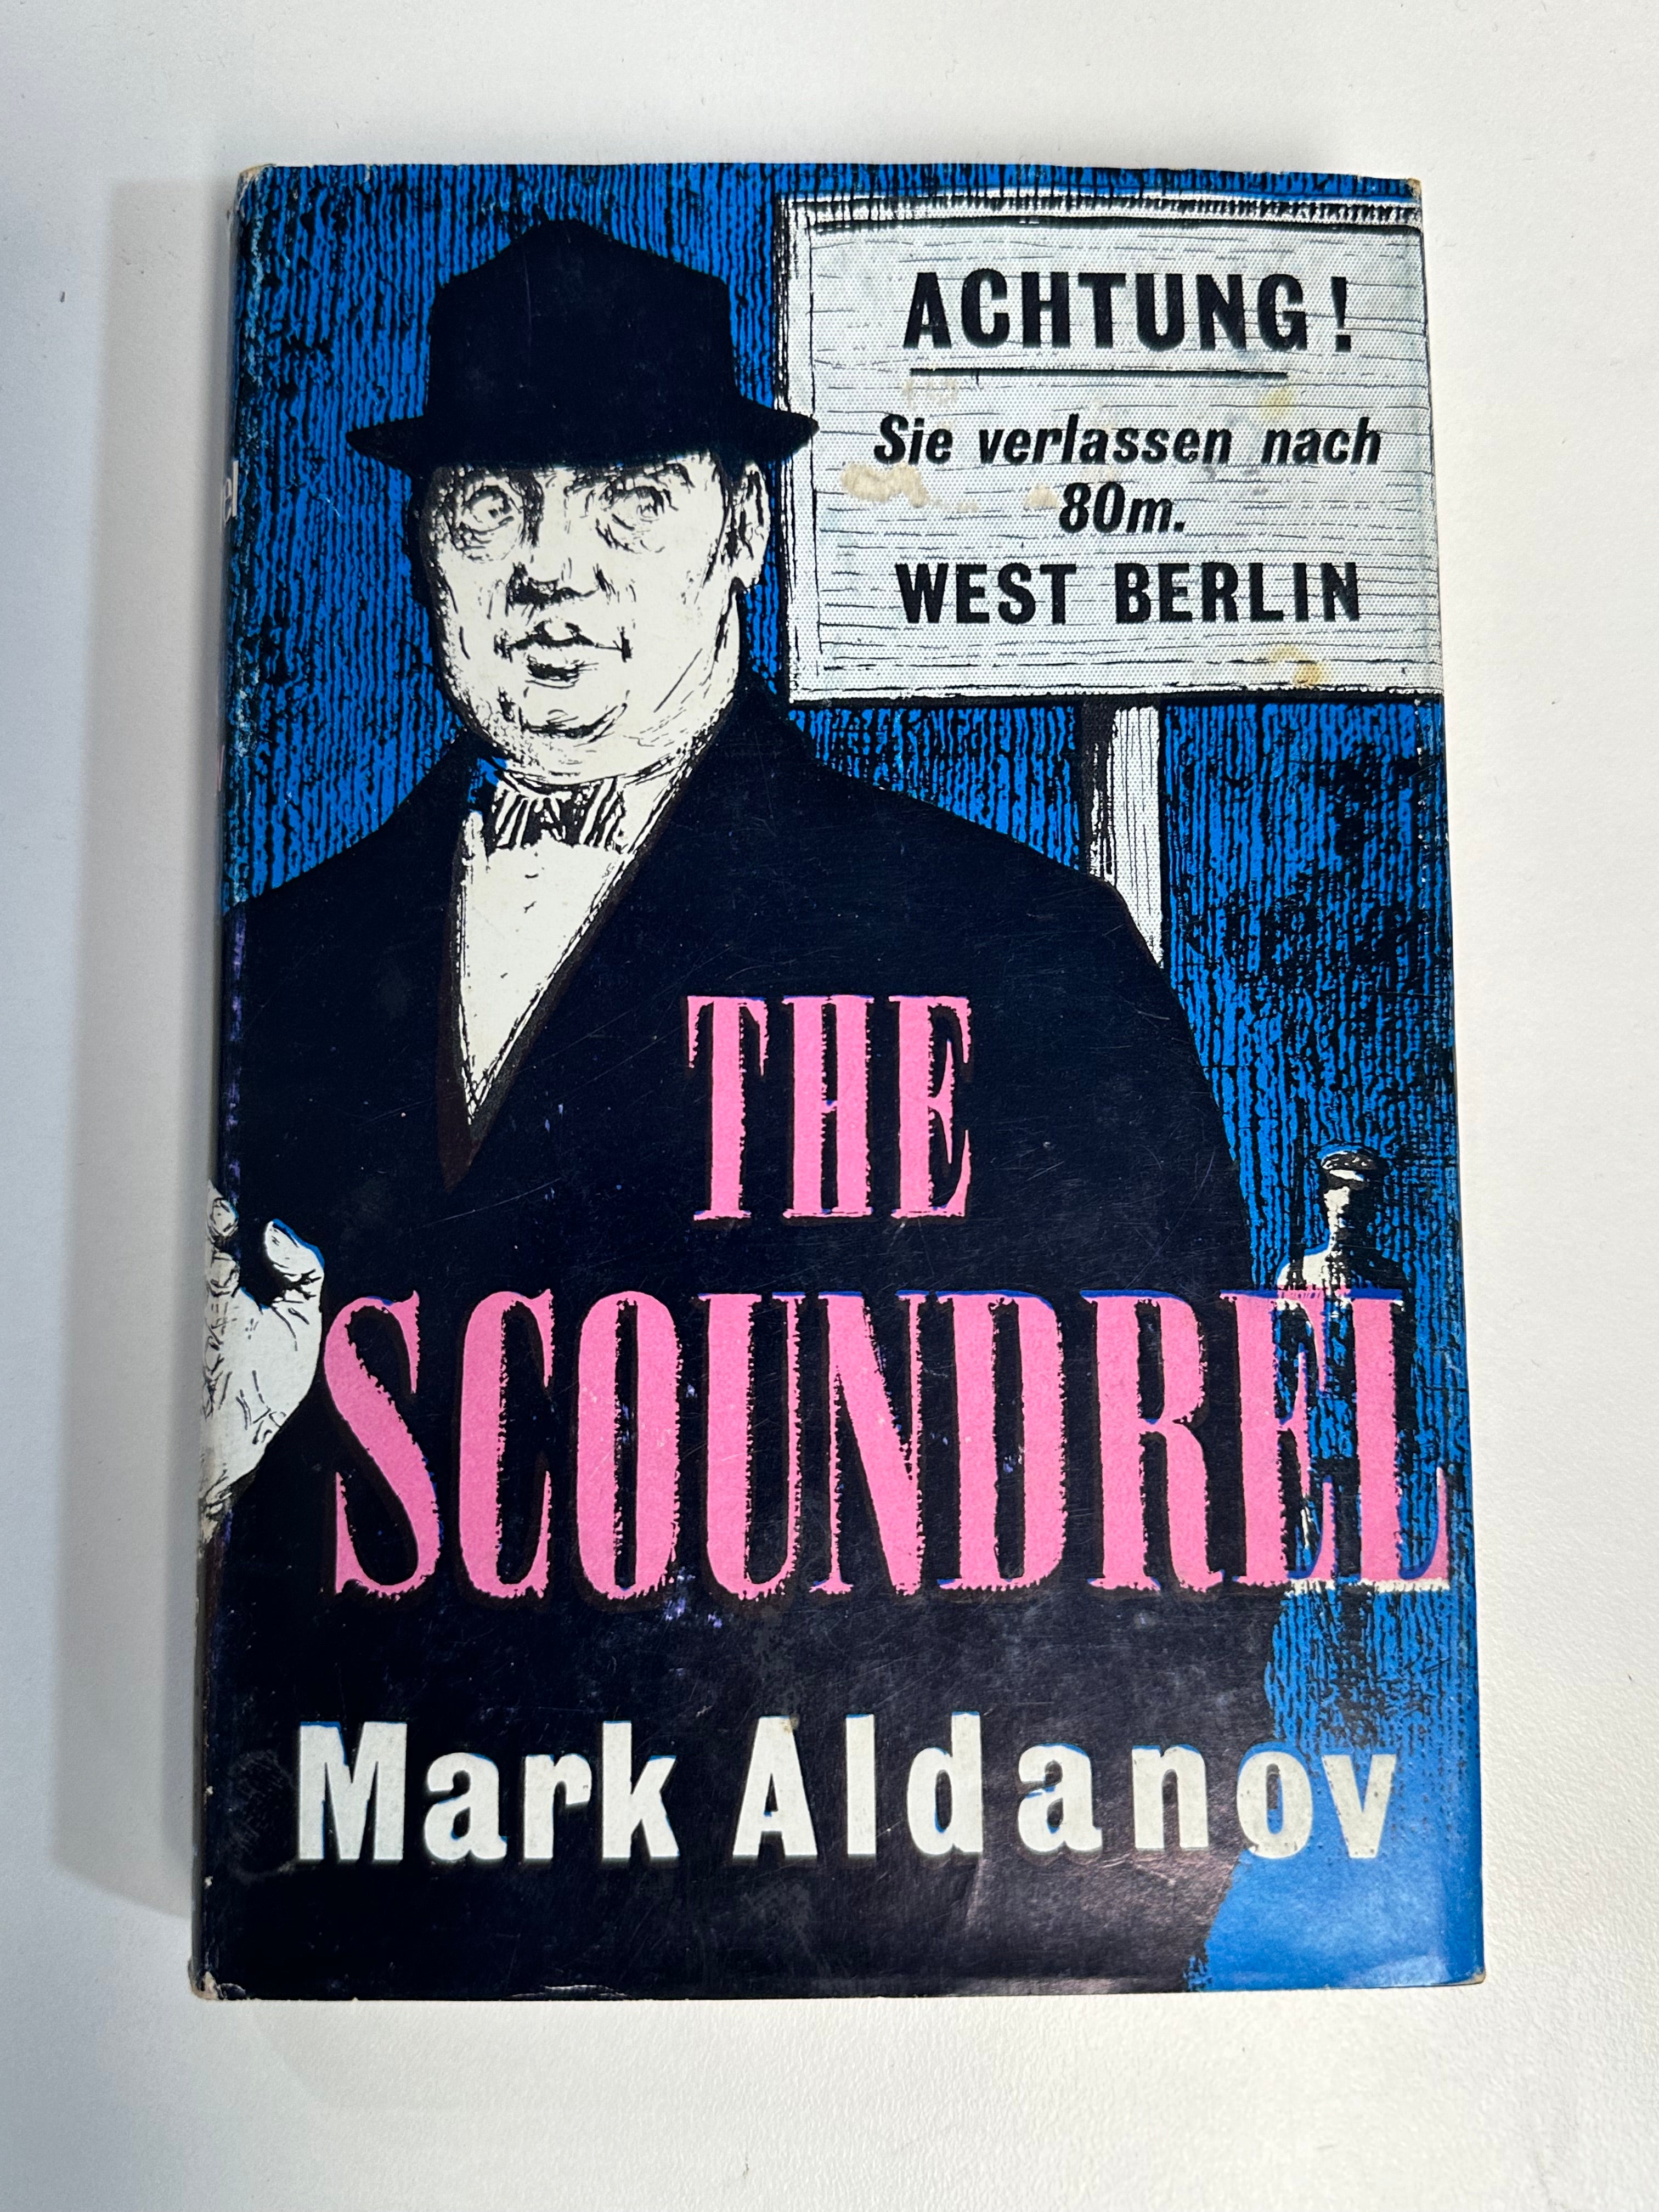 ACHTUNG!
Sie verlassen nach
80m.
WEST BERLIN
THE
SCOUNDREL
Mark Aldanov